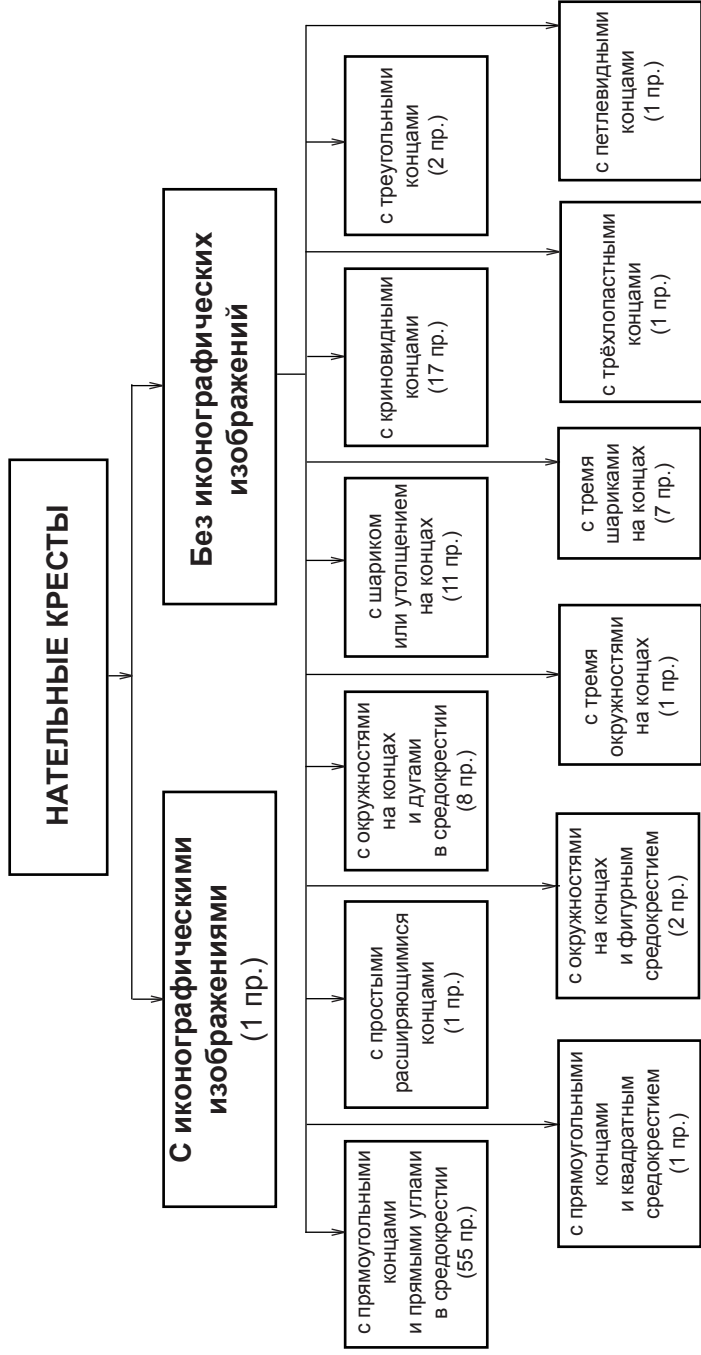 НАТЕЛЬНЫЕ КРЕСТЫ
С иконографическими
изображениями
(1 пр.)
Без иконографических
изображений
с прямоугольными
концами
и прямыми углами
в средокрестии
(55 пр.)
с простыми
расширяющимися
концами
(1 пр.)
с окружностями
на концах
и дугами
в средокрестии
(8 пр.)
с шариком
или утолщением
на концах
(11 пр.)
с криновидными
концами
(17 пр.)
с треугольными
концами
(2 пр.)
с прямоугольными
концами
и квадратным
средокрестием
(1 пр.)
с окружностями
на концах
и фигурным
средокрестием
(2 пр.)
с тремя
окружностями
на концах
(1 пр.)
с тремя
шариками
на концах
(7 пр.)
с трёхлопастными
концами
(1 пр.)
с петлевидными
концами
(1 пр.)